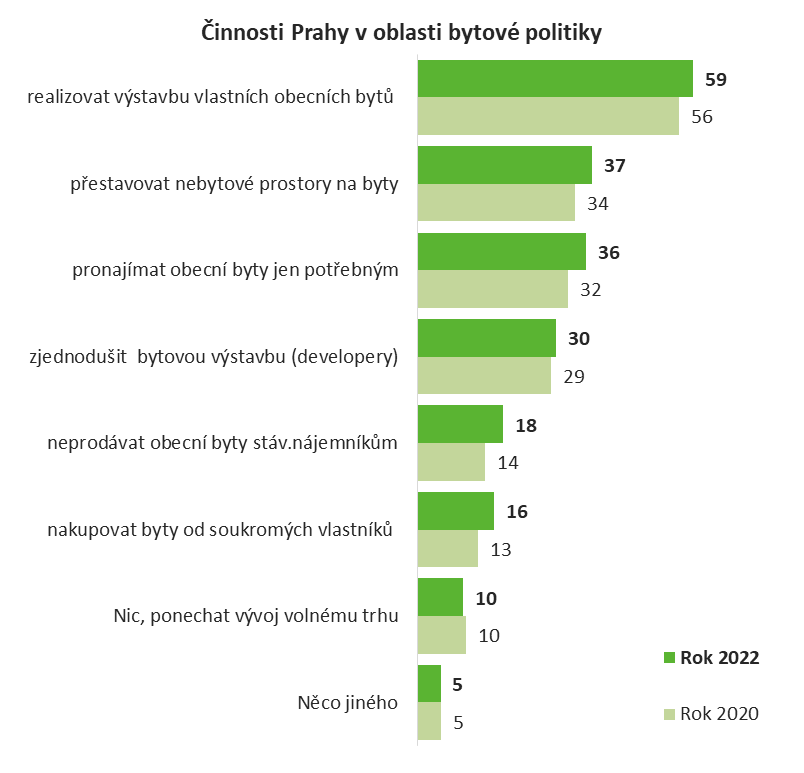 Činnosti Prahy v oblasti bytové politiky
realizovat výstavbu vlastních obecních bytů
59
56
přestavovat nebytové prostory na byty
37
34
pronajímat obecní byty jen potřebným
36
32
zjednodušit  bytovou výstavbu (developery)
30
29
neprodávat obecní byty stáv.nájemníkům
18
14
nakupovat byty od soukromých vlastníků
16
13
Nic, ponechat vývoj volnému trhu
10
10
Něco jiného
5
5
Rok 2022
Rok 2020